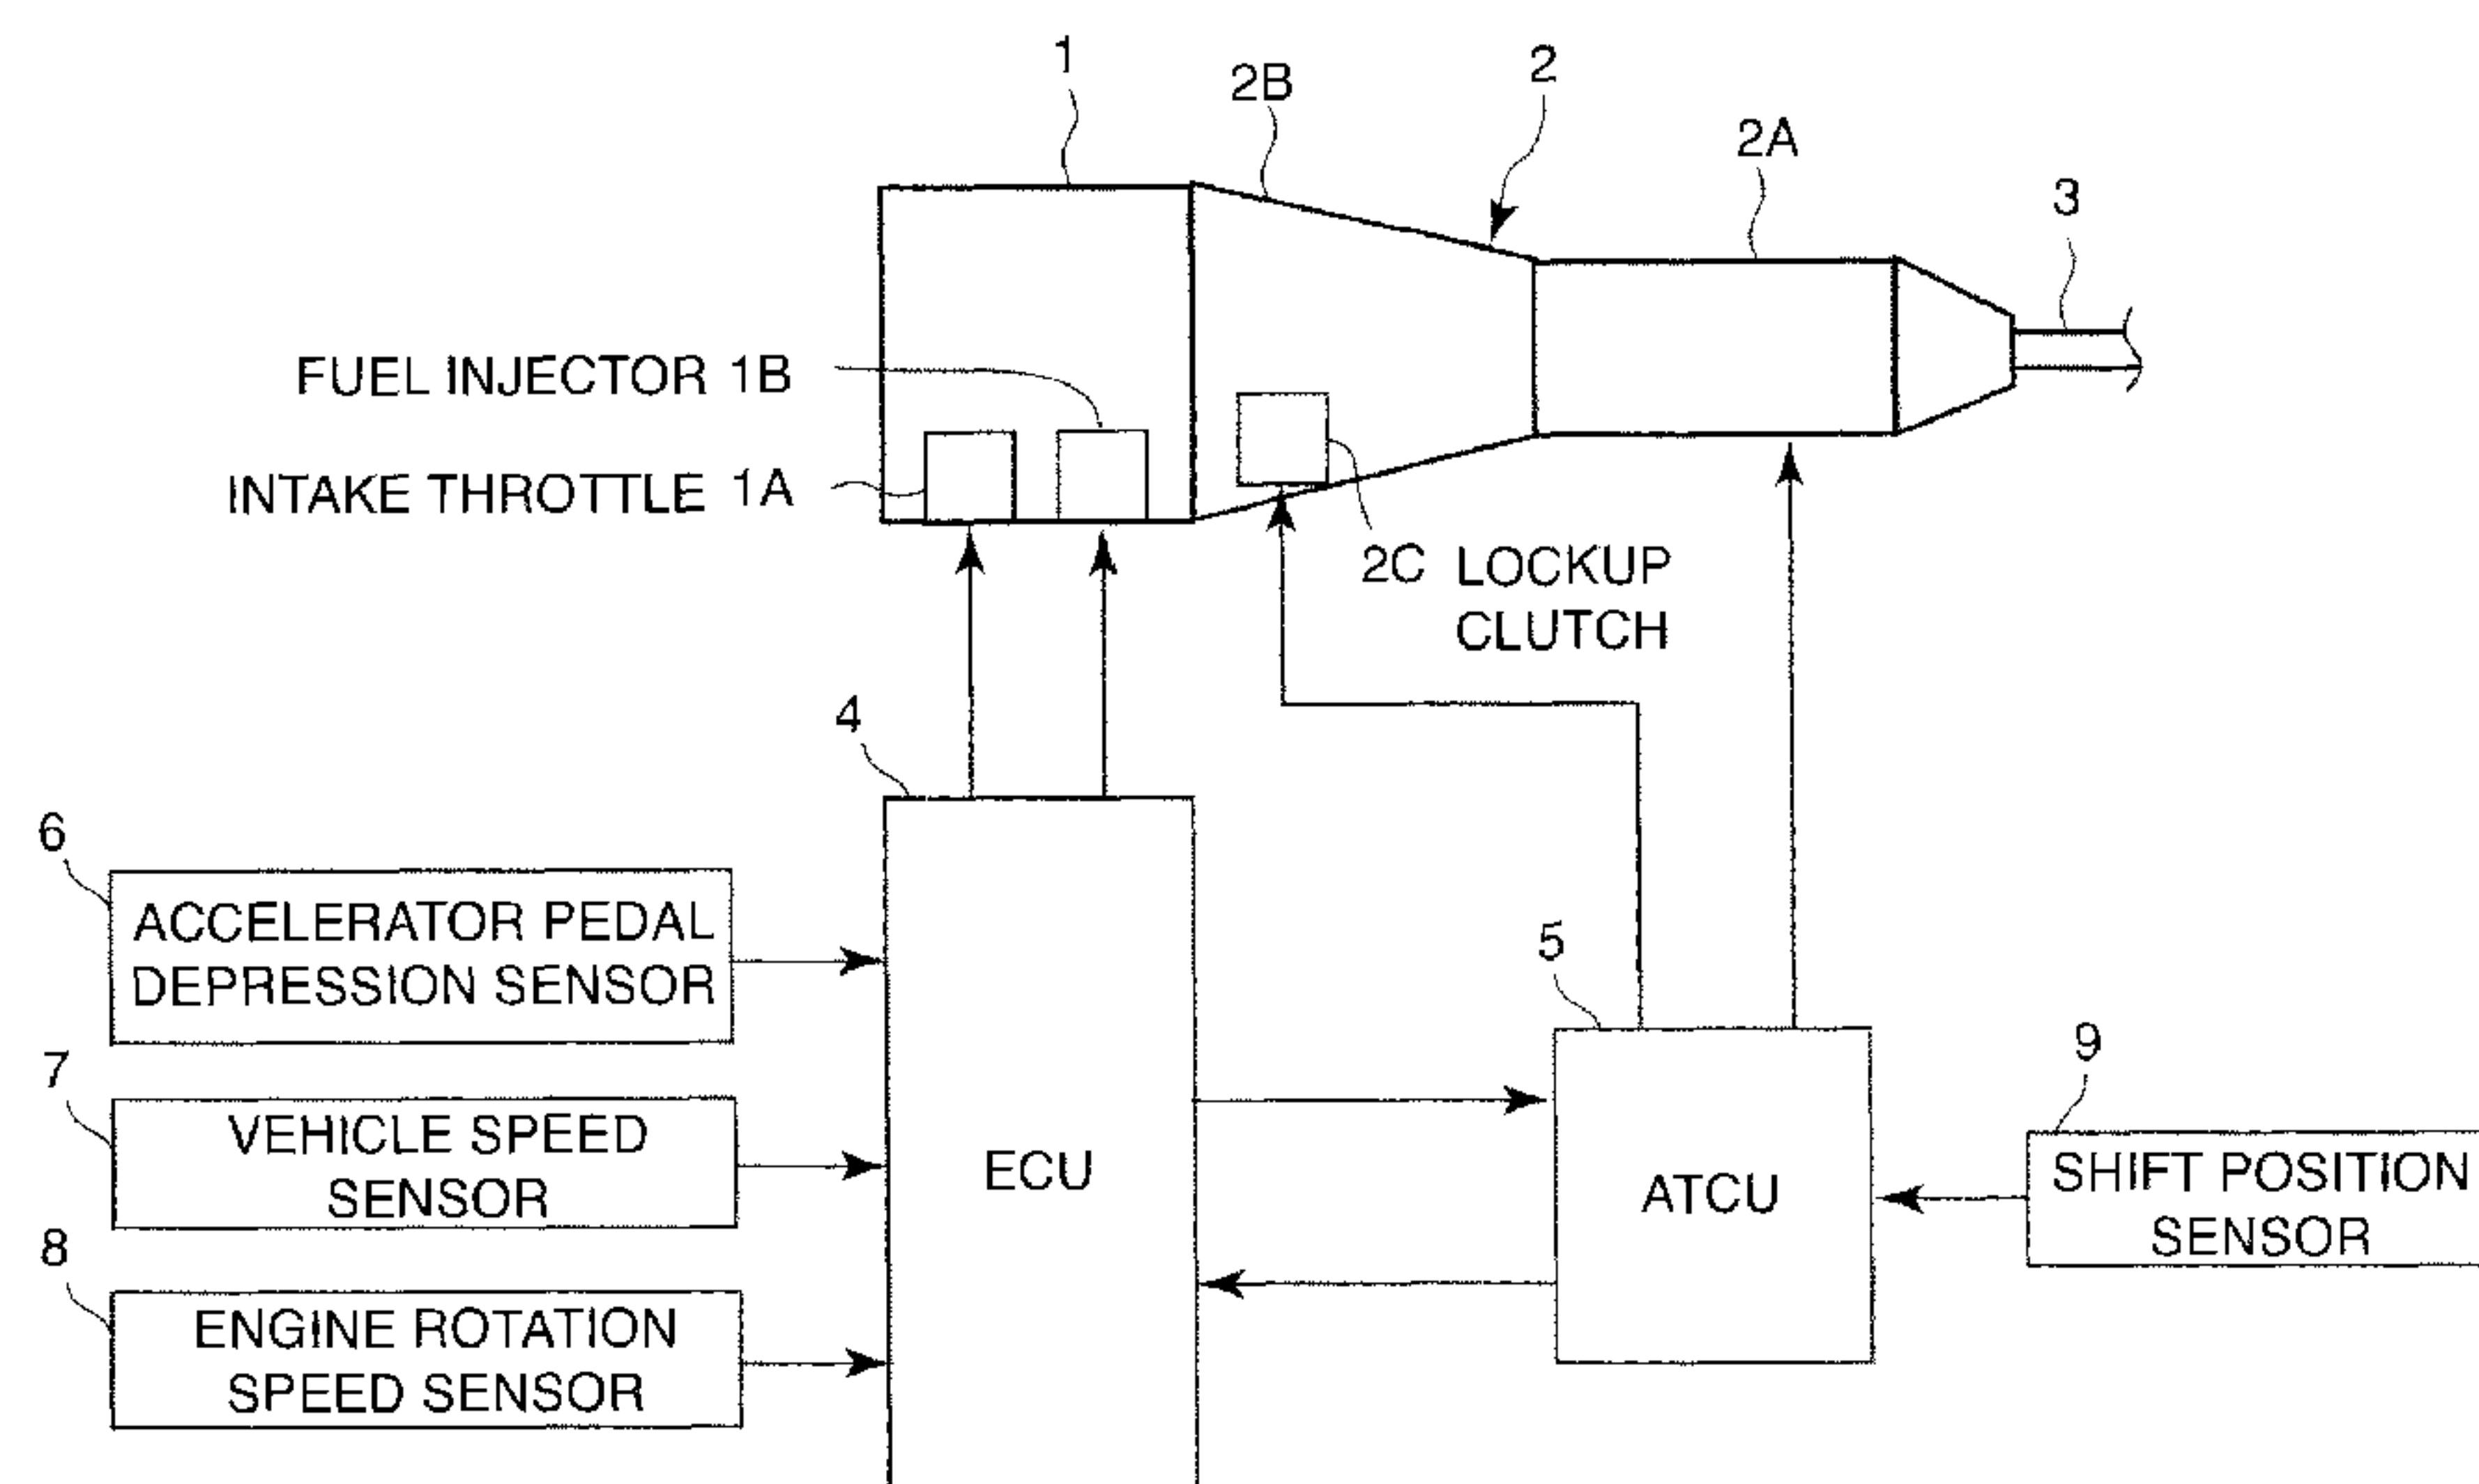 1
2B
2
2A
3
FUEL INJECTOR 1B
INTAKE THROTTLE 1A
2C LOCKUP
CLUTCH
4
6
ACCELERATOR PEDAL
DEPRESSION SENSOR
5
7
VEHICLE SPEED
SENSOR
ECU
ATCU
9
SHIFT POSITION
SENSOR
8
ENGINE ROTATION
SPEED SENSOR